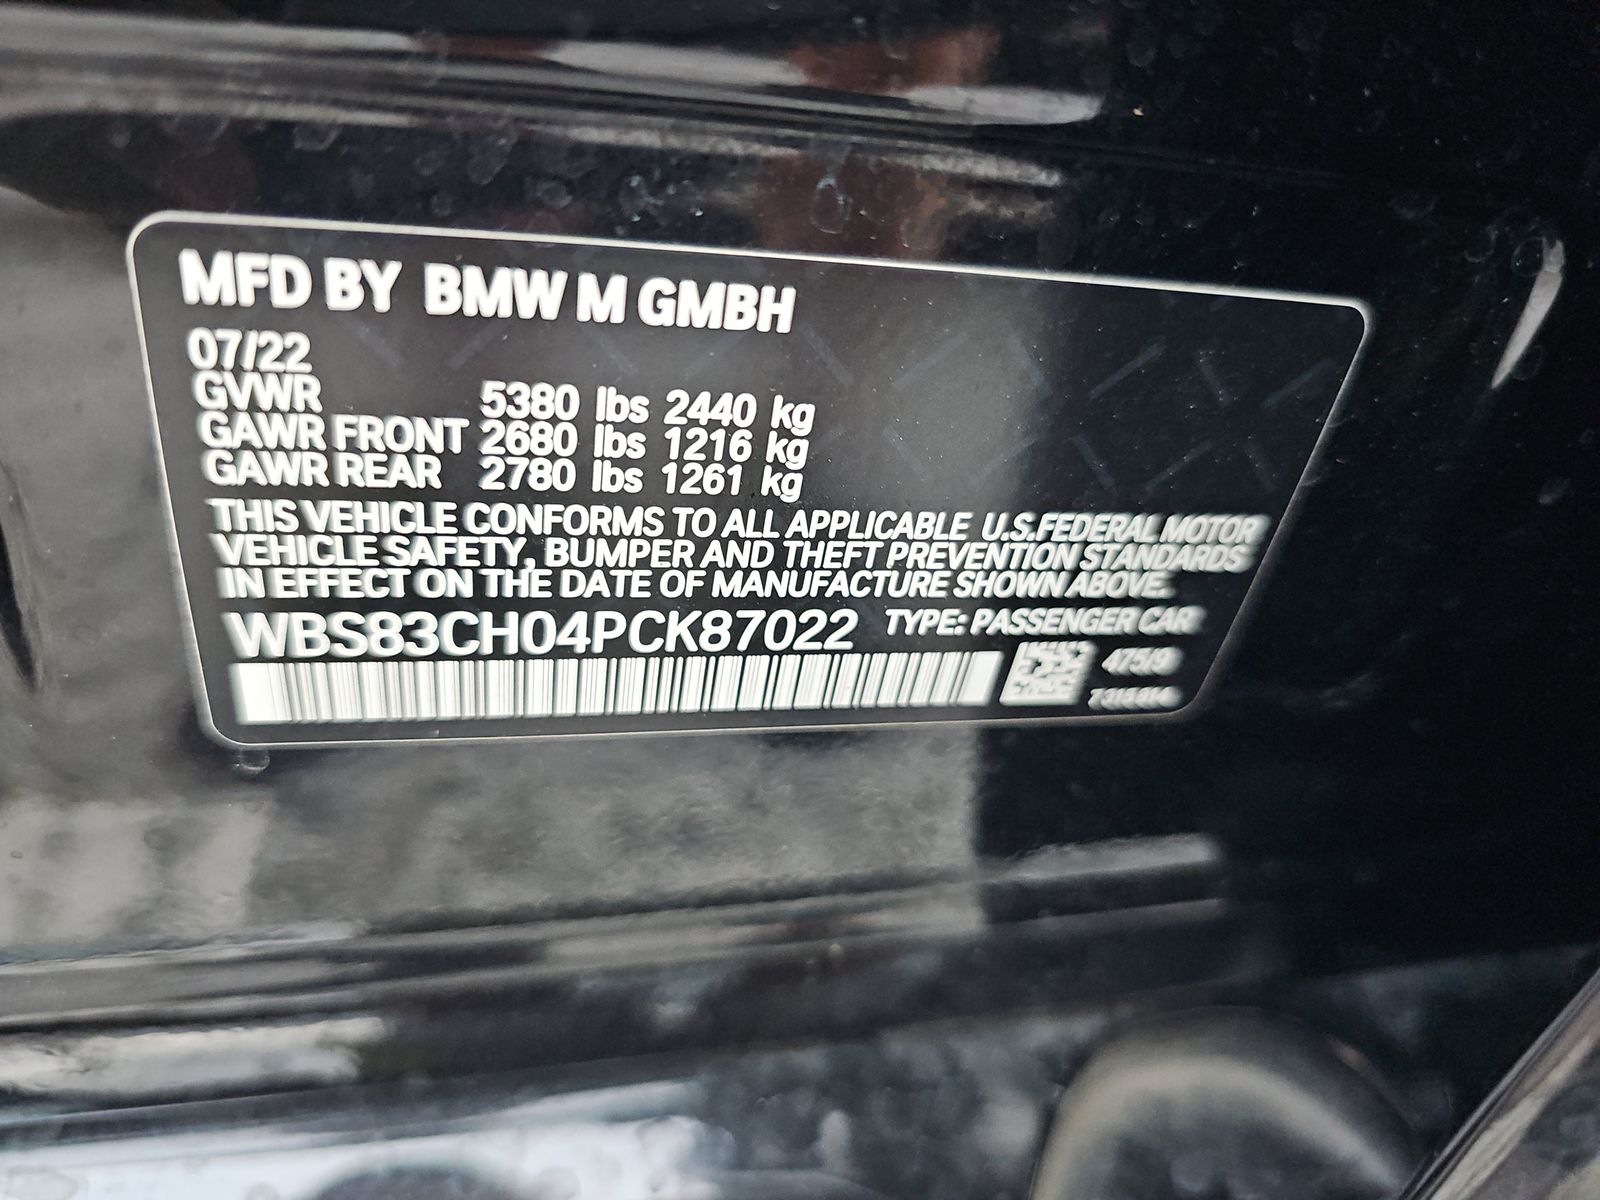 MFD BY BMW M GMBH
07/22
GVWR 5380 lbs 2440 kg
GAWR FRONT 2680 lbs 1216 kg
GAWR REAR 2780 lbs 1261 kg
THIS VEHICLE CONFORMS TO ALL APPLICABLE U.S.FEDERAL MOTOR
VEHICLE SAFETY, BUMPER AND THEFT PREVENTION STANDARDS
IN EFFECT ON THE DATE OF MANUFACTURE SHOWN ABOVE.
WBS83CH04PCK87022 TYPE: PASSENGER CAR
475/9